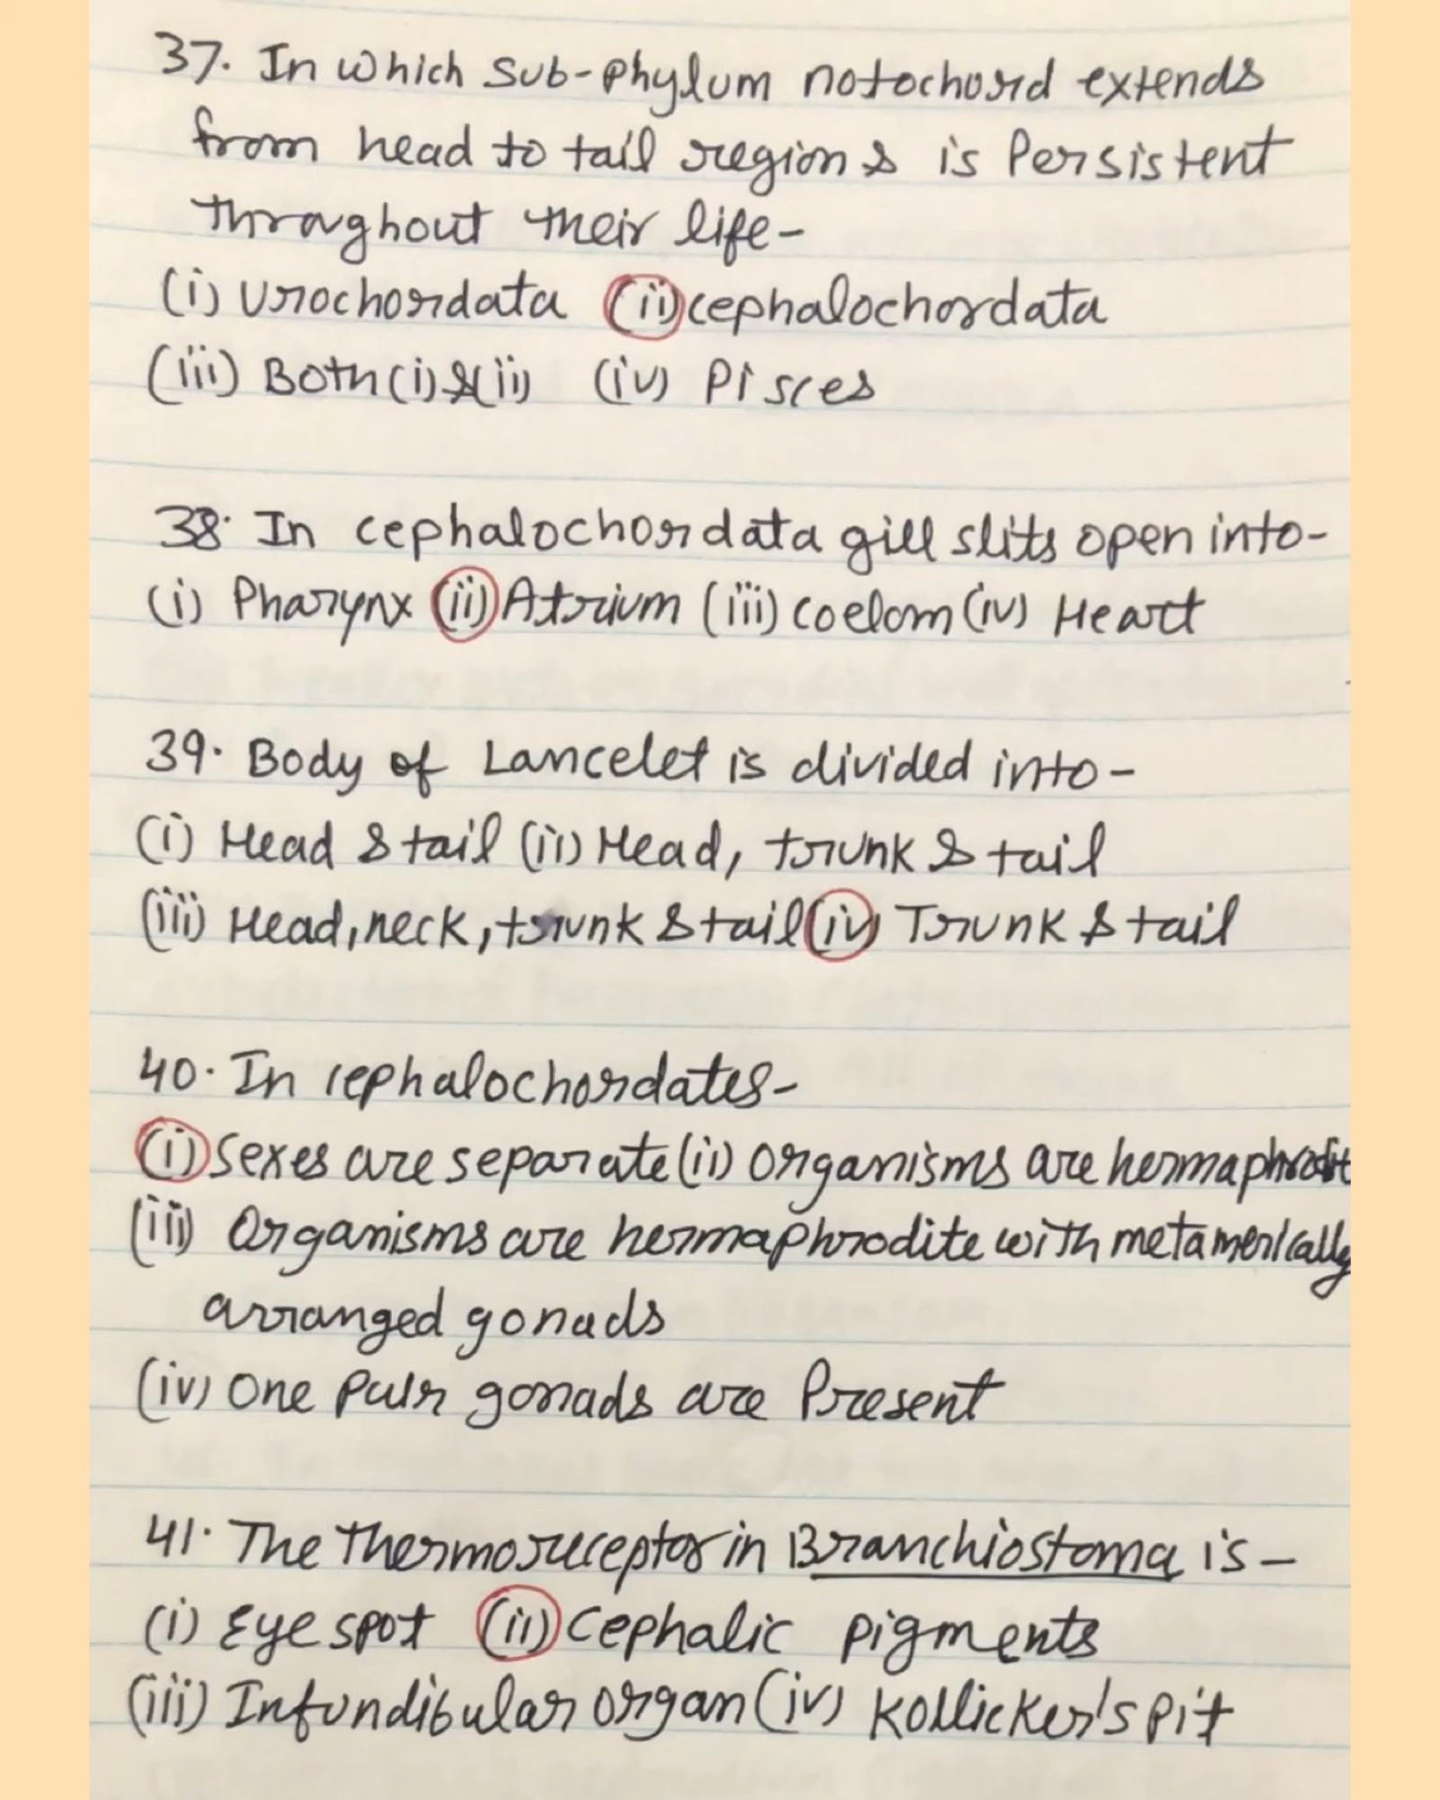 37. In which sub-phylum notochord extends
from head to tail region & is Persistent
throughout their life-
(i) Urochordata (ii) cephalochordata
(iii) Both (i) & (ii) (iv) Pisces
38. In cephalochordata gill slits open into-
(i) Pharynx (ii) Atrium (iii) coelom (iv) Heart
39. Body of Lancelet is divided into-
(i) Head & tail (ii) Head, trunk & tail
(iii) Head, neck, trunk & tail (iv) Trunk & tail
40. In cephalochordates-
(i) Sexes are separate (ii) Organisms are hermaphrodit
(iii) Organisms are hermaphrodite with metamerically
arranged gonads
(iv) One pair gonads are Present
41. The thermoreceptor in Branchiostoma is-
(i) Eye spot (ii) Cephalic pigments
(iii) Infundibular organ (iv) Kollicker's pit